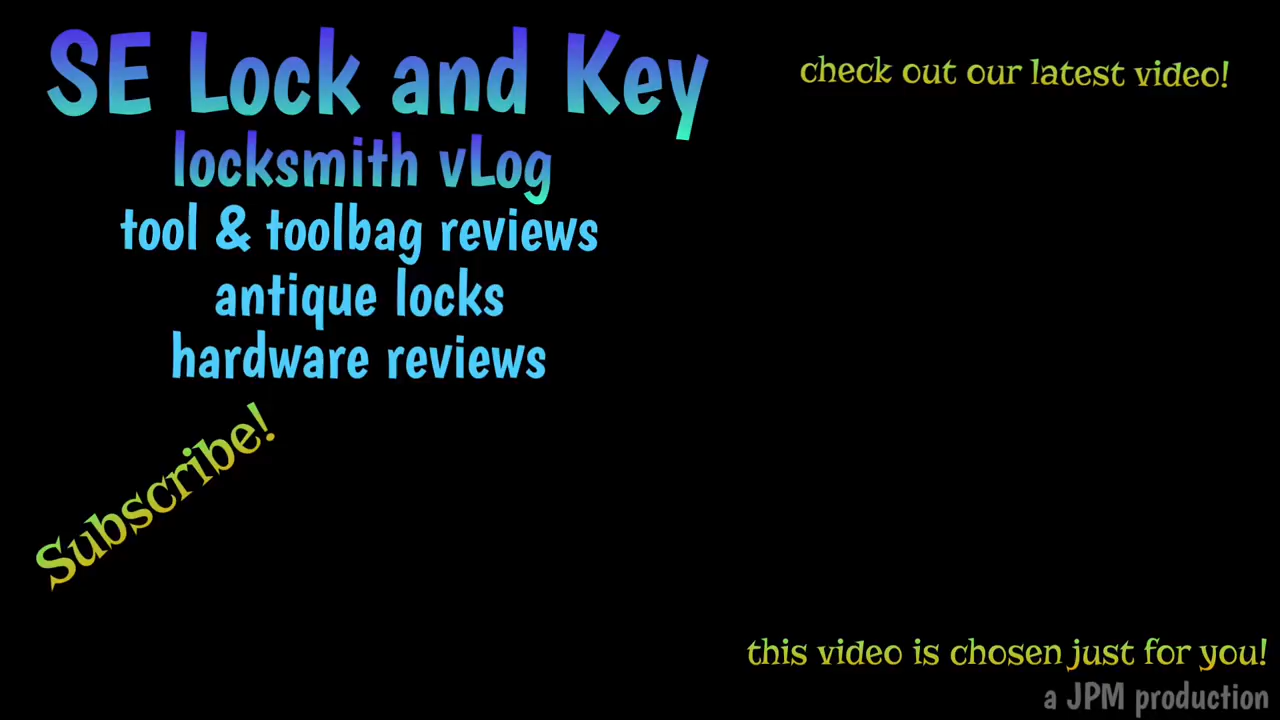 SE Lock and Key
check out our latest video!
locksmith vLog
tool & toolbag reviews
antique locks
hardware reviews
Subscribe!
this video is chosen just for you!
a JPM production